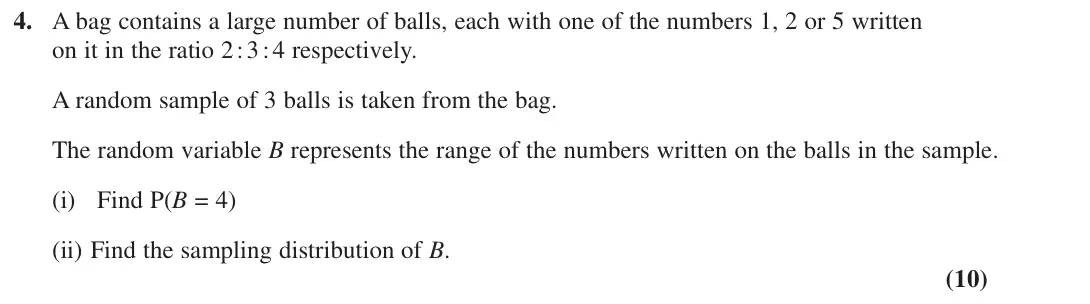 4. A bag contains a large number of balls, each with one of the numbers 1, 2 or 5 written
on it in the ratio 2:3:4 respectively.
A random sample of 3 balls is taken from the bag.
The random variable B represents the range of the numbers written on the balls in the sample.
(i) Find P(B = 4)
(ii) Find the sampling distribution of B.
(10)